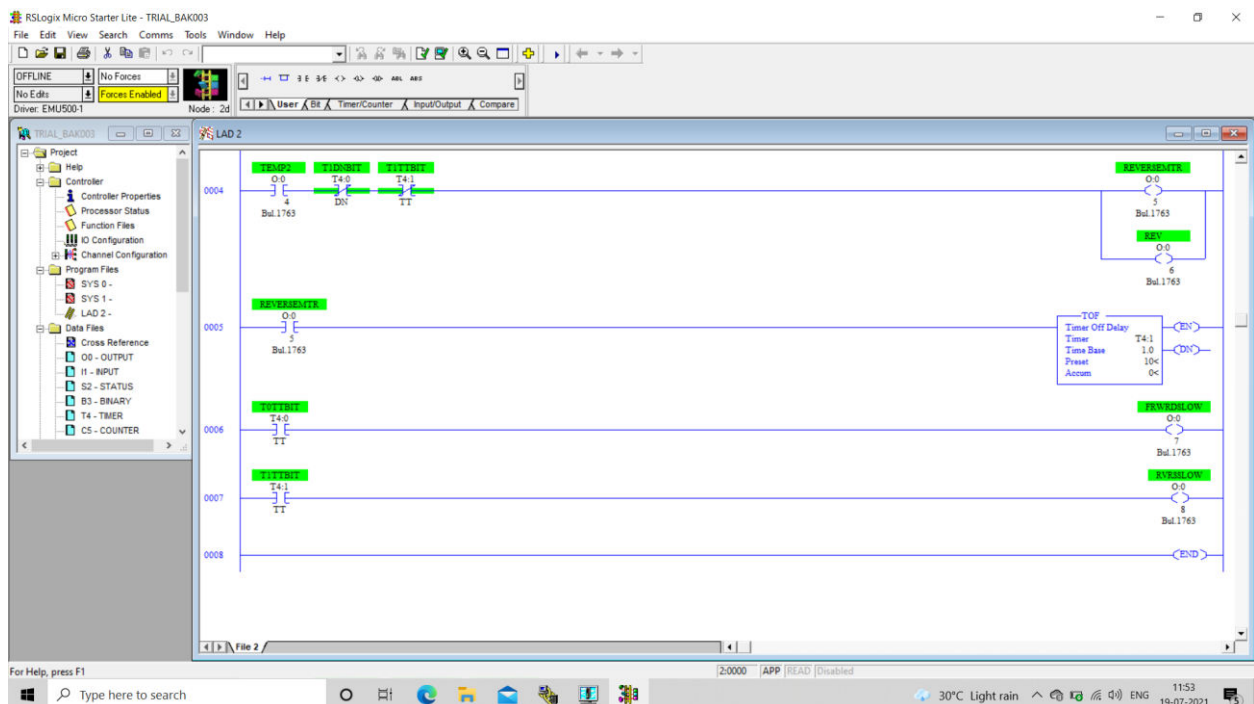 RSLogix Micro Starter Lite - TRIAL_BAK003
File Edit View Search Comms Tools Window Help
OFFLINE No Forces
No Edits Forces Enabled
Driver: EMU500-1 Node : 2d
ABL ABS
User Bit Timer/Counter Input/Output Compare
TRIAL_BAK003
Project
Help
Controller
Controller Properties
Processor Status
Function Files
IO Configuration
Channel Configuration
Program Files
SYS 0 -
SYS 1 -
LAD 2 -
Data Files
Cross Reference
O0 - OUTPUT
I1 - INPUT
S2 - STATUS
B3 - BINARY
T4 - TIMER
C5 - COUNTER
LAD 2
TEMP2 T1DNBIT T1TTBIT REVERSEMTR
O:0 T4:0 T4:1 O:0
0004
4 DN TT 5
Bul.1763 Bul.1763
REV
O:0
6
Bul.1763
REVERSEMTR
O:0
0005
5
Bul.1763
TOF
Timer Off Delay EN
Timer T4:1
Time Base 1.0 DN
Preset 10<
Accum 0<
T0TTBIT FRWRDSLOW
T4:0 O:0
0006
TT 7
Bul.1763
T1TTBIT RVRSSLOW
T4:1 O:0
0007
TT 8
Bul.1763
0008 END
File 2
For Help, press F1 2:0000 APP READ Disabled
Type here to search 30°C Light rain ENG 11:53
19-07-2021
5